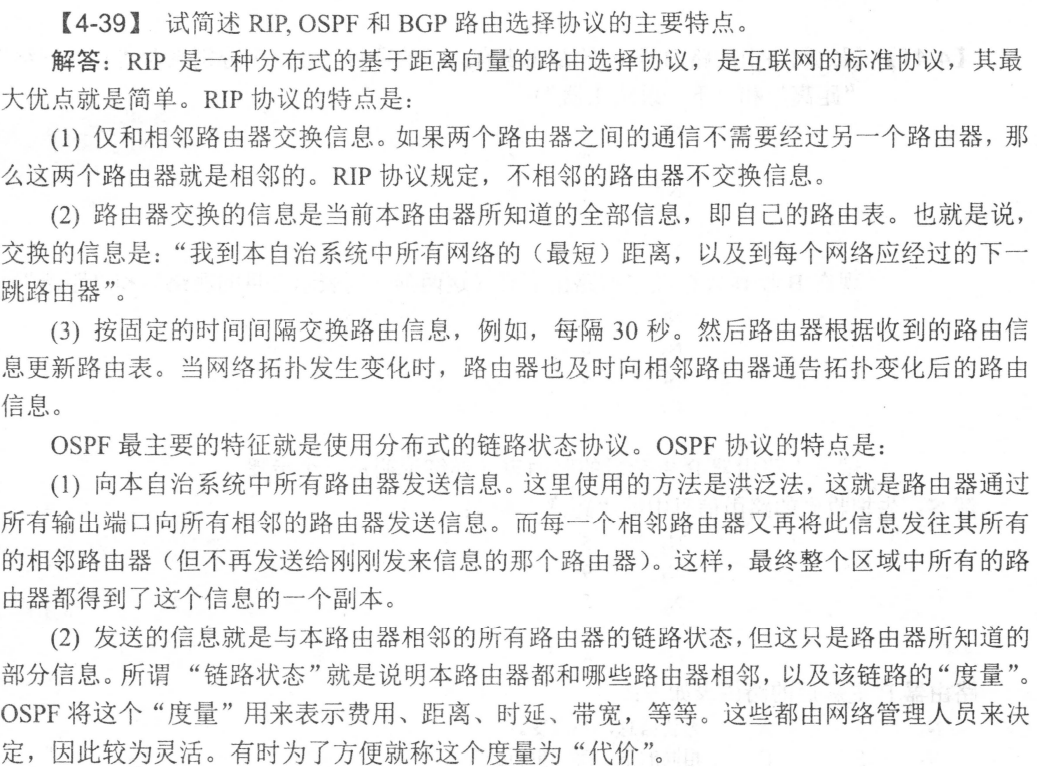 【4-39】 试简述 RIP, OSPF 和 BGP 路由选择协议的主要特点。
解答：RIP 是一种分布式的基于距离向量的路由选择协议，是互联网的标准协议，其最
大优点就是简单。RIP 协议的特点是：
(1) 仅和相邻路由器交换信息。如果两个路由器之间的通信不需要经过另一个路由器，那
么这两个路由器就是相邻的。RIP 协议规定，不相邻的路由器不交换信息。
(2) 路由器交换的信息是当前本路由器所知道的全部信息，即自己的路由表。也就是说，
交换的信息是：“我到本自治系统中所有网络的（最短）距离，以及到每个网络应经过的下一
跳路由器”。
(3) 按固定的时间间隔交换路由信息，例如，每隔 30 秒。然后路由器根据收到的路由信
息更新路由表。当网络拓扑发生变化时，路由器也及时向相邻路由器通告拓扑变化后的路由
信息。
OSPF 最主要的特征就是使用分布式的链路状态协议。OSPF 协议的特点是：
(1) 向本自治系统中所有路由器发送信息。这里使用的方法是洪泛法，这就是路由器通过
所有输出端口向所有相邻的路由器发送信息。而每一个相邻路由器又再将此信息发往其所有
的相邻路由器（但不再发送给刚刚发来信息的那个路由器）。这样，最终整个区域中所有的路
由器都得到了这个信息的一个副本。
(2) 发送的信息就是与本路由器相邻的所有路由器的链路状态，但这只是路由器所知道的
部分信息。所谓 “链路状态”就是说明本路由器都和哪些路由器相邻，以及该链路的“度量”。
OSPF 将这个“度量”用来表示费用、距离、时延、带宽，等等。这些都由网络管理人员来决
定，因此较为灵活。有时为了方便就称这个度量为“代价”。